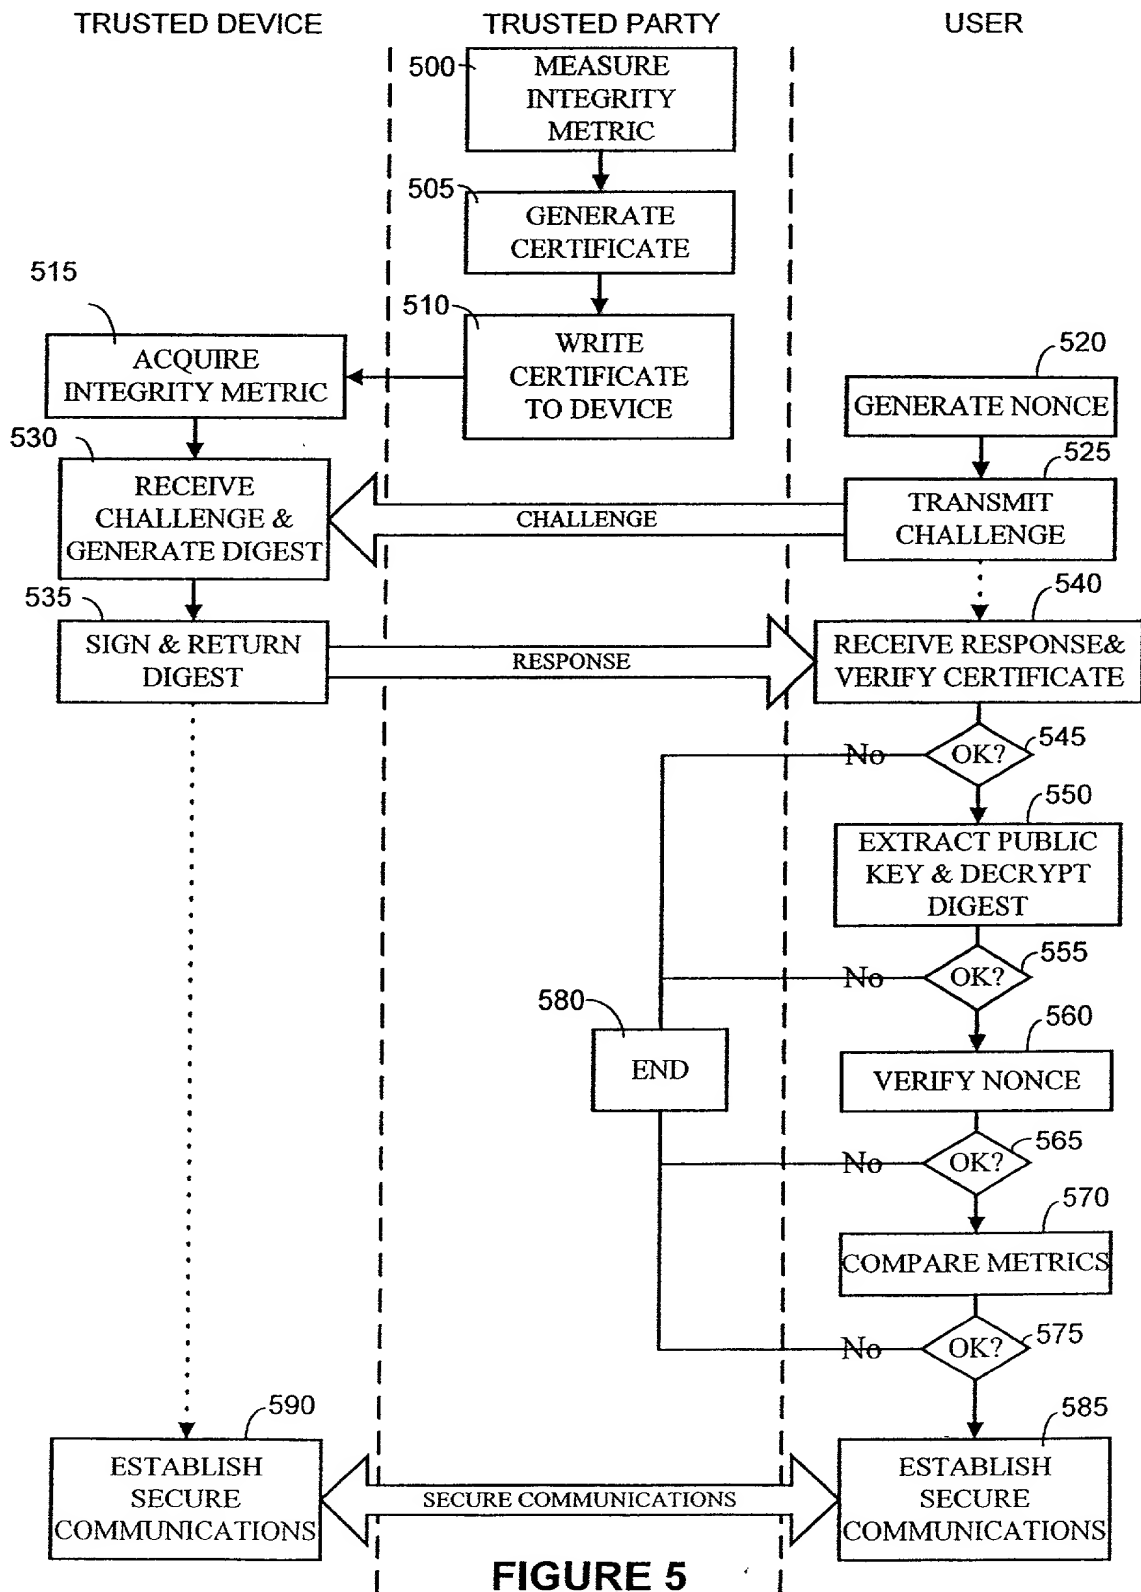 TRUSTED DEVICE
TRUSTED PARTY
USER
500
MEASURE
INTEGRITY
METRIC
505
GENERATE
CERTIFICATE
510
WRITE
CERTIFICATE
TO DEVICE
515
ACQUIRE
INTEGRITY METRIC
520
GENERATE NONCE
525
TRANSMIT
CHALLENGE
CHALLENGE
530
RECEIVE
CHALLENGE &
GENERATE DIGEST
535
SIGN & RETURN
DIGEST
RESPONSE
540
RECEIVE RESPONSE&
VERIFY CERTIFICATE
545
OK?
No
550
EXTRACT PUBLIC
KEY & DECRYPT
DIGEST
555
OK?
No
580
END
560
VERIFY NONCE
565
OK?
No
570
COMPARE METRICS
575
OK?
No
590
ESTABLISH
SECURE
COMMUNICATIONS
SECURE COMMUNICATIONS
585
ESTABLISH
SECURE
COMMUNICATIONS
FIGURE 5